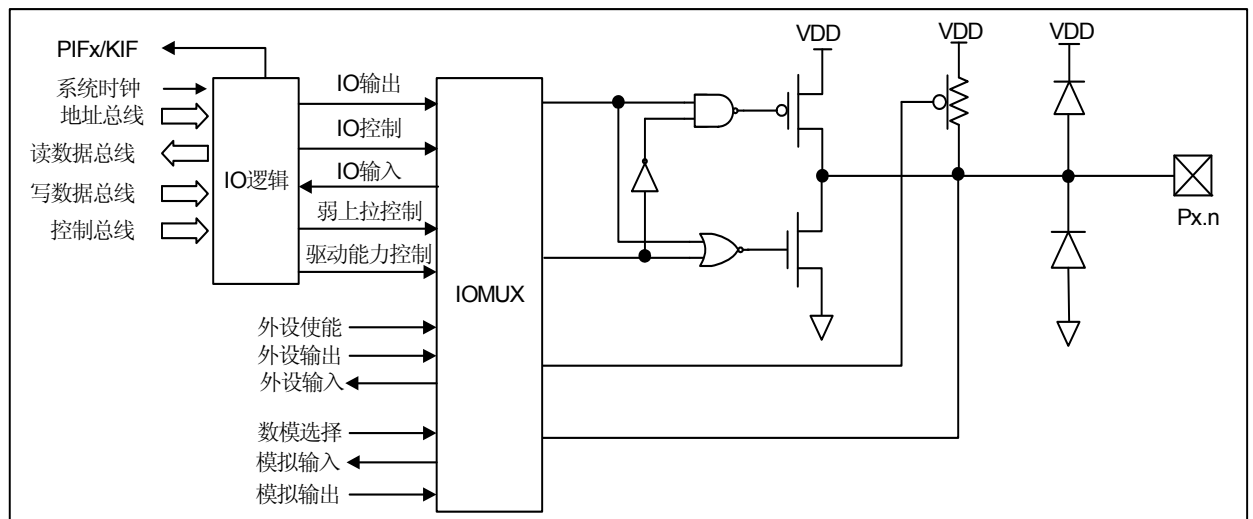 PIFx/KIF
系统时钟
地址总线
读数据总线
写数据总线
控制总线
IO逻辑
IO输出
IO控制
IO输入
弱上拉控制
驱动能力控制
外设使能
外设输出
外设输入
数模选择
模拟输入
模拟输出
IOMUX
VDD
VDD
VDD
Px.n